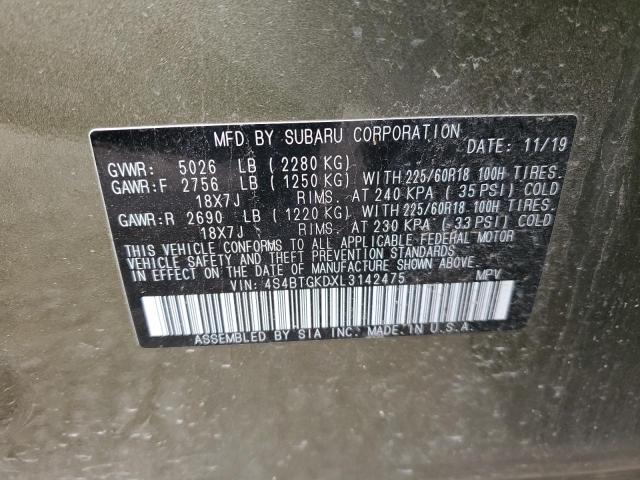 MFD. BY SUBARU CORPORATION DATE: 11/19
GVWR: 5026 LB (2280 KG)
GAWR:F 2756 LB (1250 KG) WITH 225/60R18 100H TIRES.
18X7J RIMS. AT 240 KPA (35 PSI) COLD
GAWR:R 2690 LB (1220 KG) WITH 225/60R18 100H TIRES.
18X7J RIMS. AT 230 KPA (33 PSI) COLD
THIS VEHICLE CONFORMS TO ALL APPLICABLE FEDERAL MOTOR
VEHICLE SAFETY AND THEFT PREVENTION STANDARDS
IN EFFECT ON THE DATE OF MANUFACTURE SHOWN ABOVE.
VIN: 4S4BTGKDXL3142475 MPV
ASSEMBLED BY SIA INC. MADE IN U.S.A.